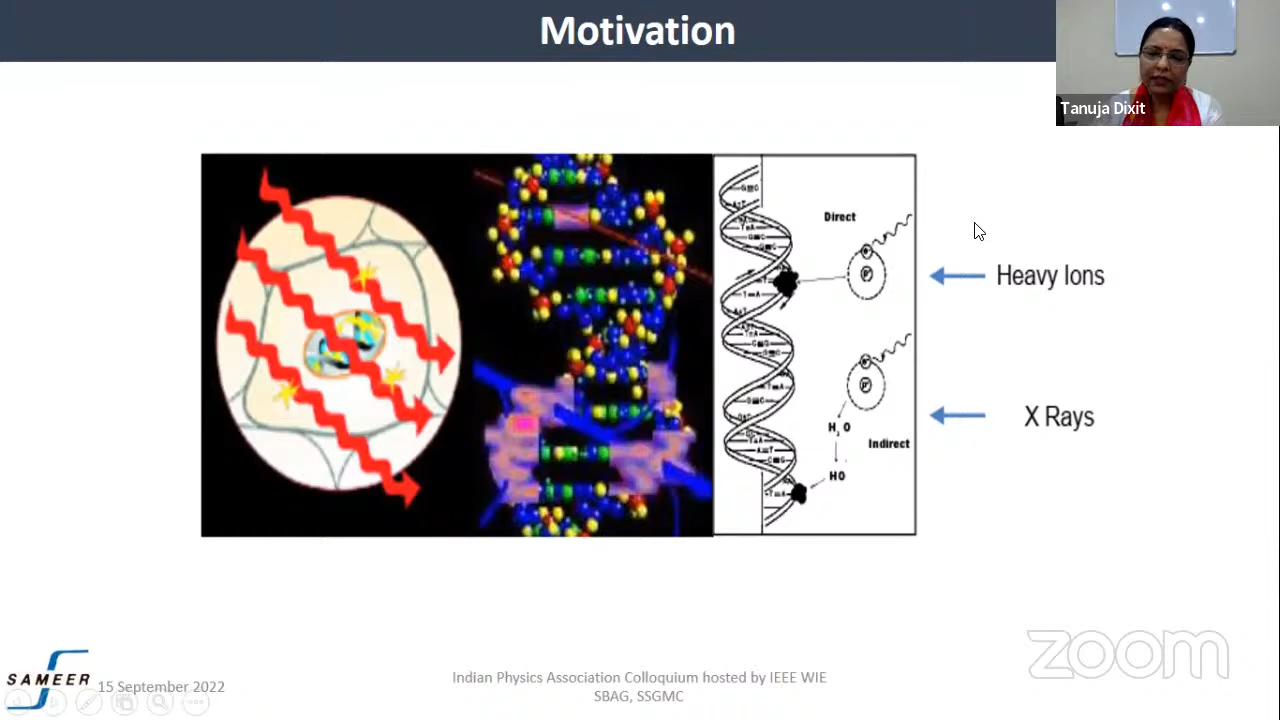 Motivation
Tanuja Dixit
Direct
Heavy Ions
X Rays
H₂O
Indirect
HO
SAMEER
15 September 2022
Indian Physics Association Colloquium hosted by IEEE WIE
SBAG, SSGMC
zoom